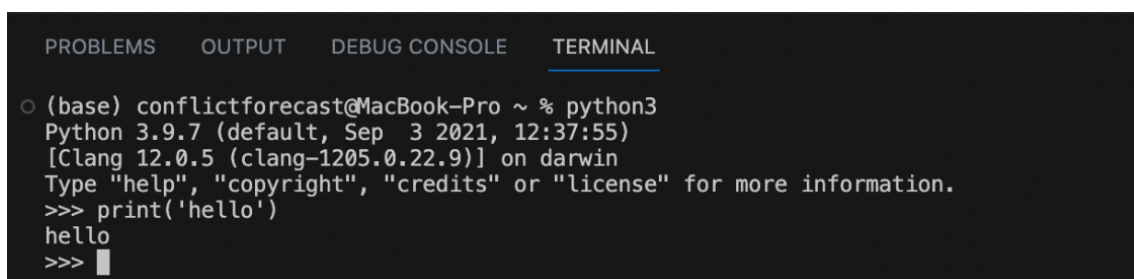 PROBLEMS OUTPUT DEBUG CONSOLE TERMINAL
(base) conflictforecast@MacBook-Pro ~ % python3
Python 3.9.7 (default, Sep  3 2021, 12:37:55)
[Clang 12.0.5 (clang-1205.0.22.9)] on darwin
Type "help", "copyright", "credits" or "license" for more information.
>>> print('hello')
hello
>>>